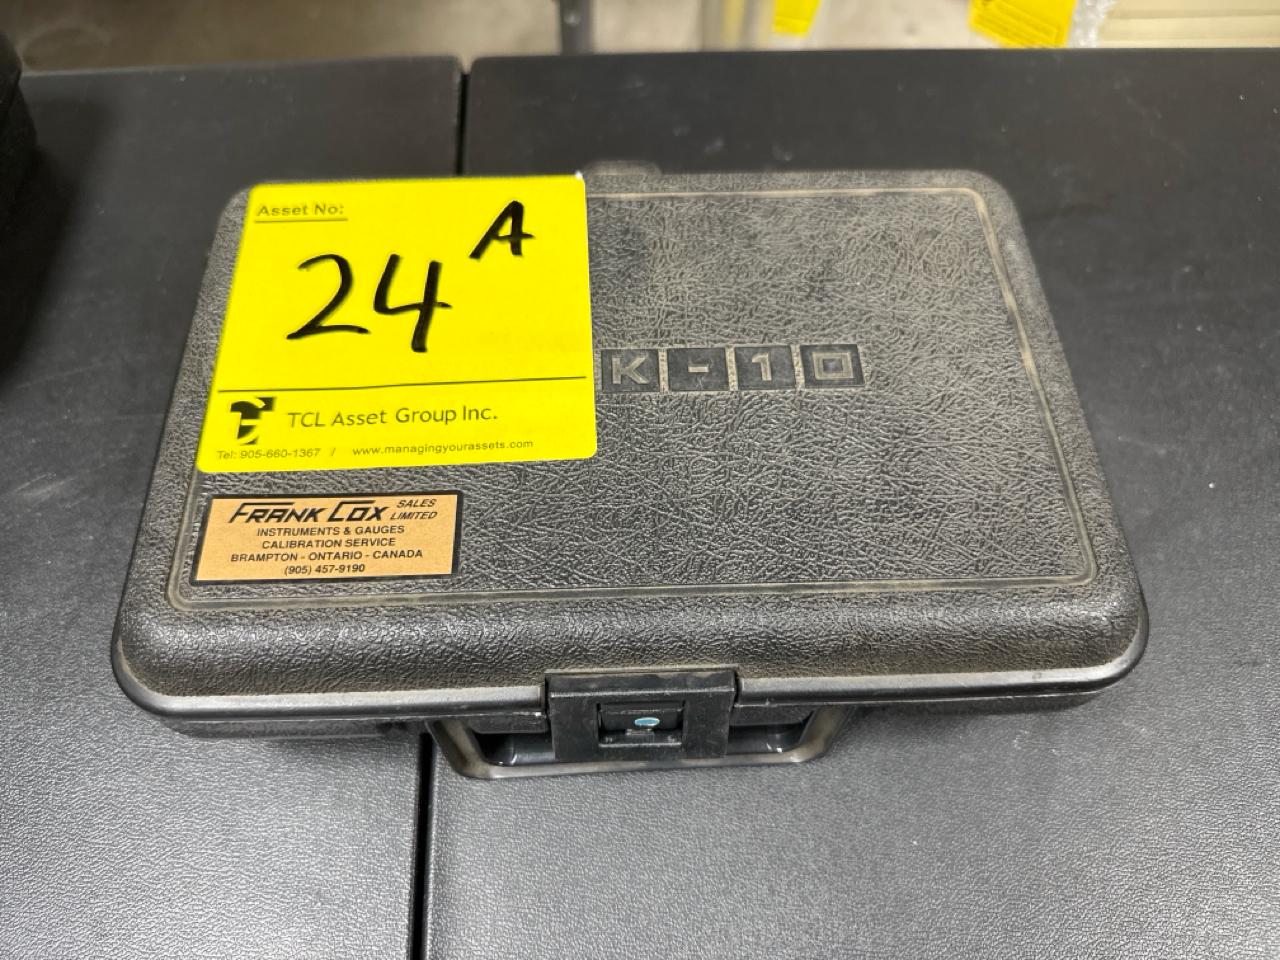 Asset No:
24 A
TCL Asset Group Inc.
Tel: 905-660-1367 / www.managingyourassets.com
K-10
FRANK COX SALES LIMITED
INSTRUMENTS & GAUGES
CALIBRATION SERVICE
BRAMPTON - ONTARIO - CANADA
(905) 457-9190